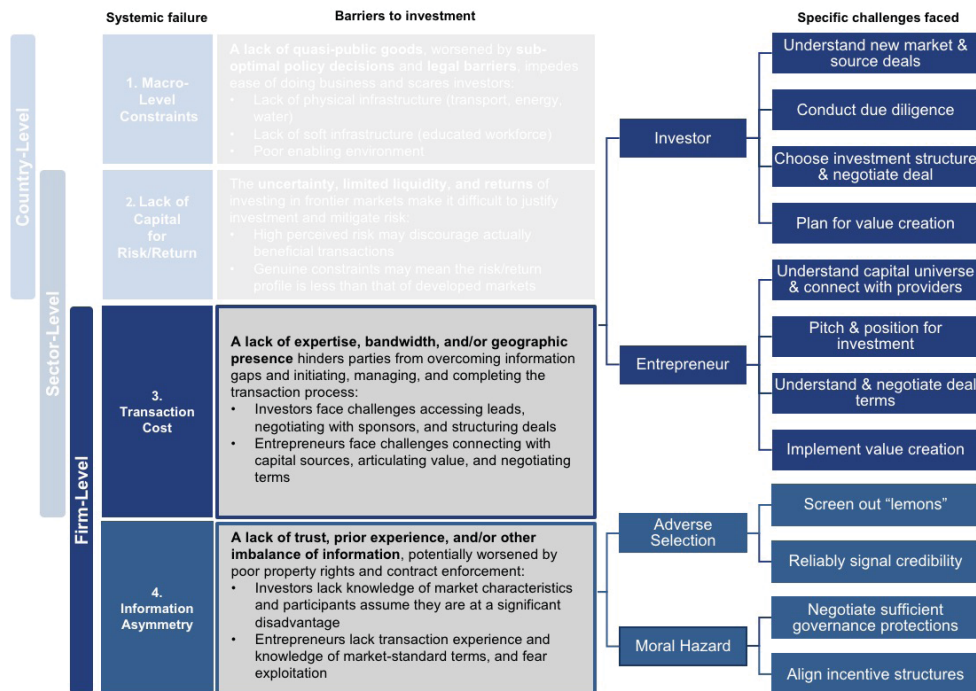 Systemic failure
Barriers to investment
Specific challenges faced
Country-Level
Sector-Level
Firm-Level
1. Macro-
Level
Constraints
A lack of quasi-public goods, worsened by sub-
optimal policy decisions and legal barriers, impedes
ease of doing business and scares investors:
• Lack of physical infrastructure (transport, energy,
water)
• Lack of soft infrastructure (educated workforce)
• Poor enabling environment
2. Lack of
Capital
for
Risk/Return
The uncertainty, limited liquidity, and returns of
investing in frontier markets make it difficult to justify
investment and mitigate risk:
• High perceived risk may discourage actually
beneficial transactions
• Genuine constraints may mean the risk/return
profile is less than that of developed markets
3.
Transaction
Cost
A lack of expertise, bandwidth, and/or geographic
presence hinders parties from overcoming information
gaps and initiating, managing, and completing the
transaction process:
• Investors face challenges accessing leads,
negotiating with sponsors, and structuring deals
• Entrepreneurs face challenges connecting with
capital sources, articulating value, and negotiating
terms
4.
Information
Asymmetry
A lack of trust, prior experience, and/or other
imbalance of information, potentially worsened by
poor property rights and contract enforcement:
• Investors lack knowledge of market characteristics
and participants assume they are at a significant
disadvantage
• Entrepreneurs lack transaction experience and
knowledge of market-standard terms, and fear
exploitation
Investor
Understand new market &
source deals
Conduct due diligence
Choose investment structure
& negotiate deal
Plan for value creation
Entrepreneur
Understand capital universe
& connect with providers
Pitch & position for
investment
Understand & negotiate deal
terms
Implement value creation
Adverse
Selection
Screen out “lemons”
Reliably signal credibility
Moral Hazard
Negotiate sufficient
governance protections
Align incentive structures